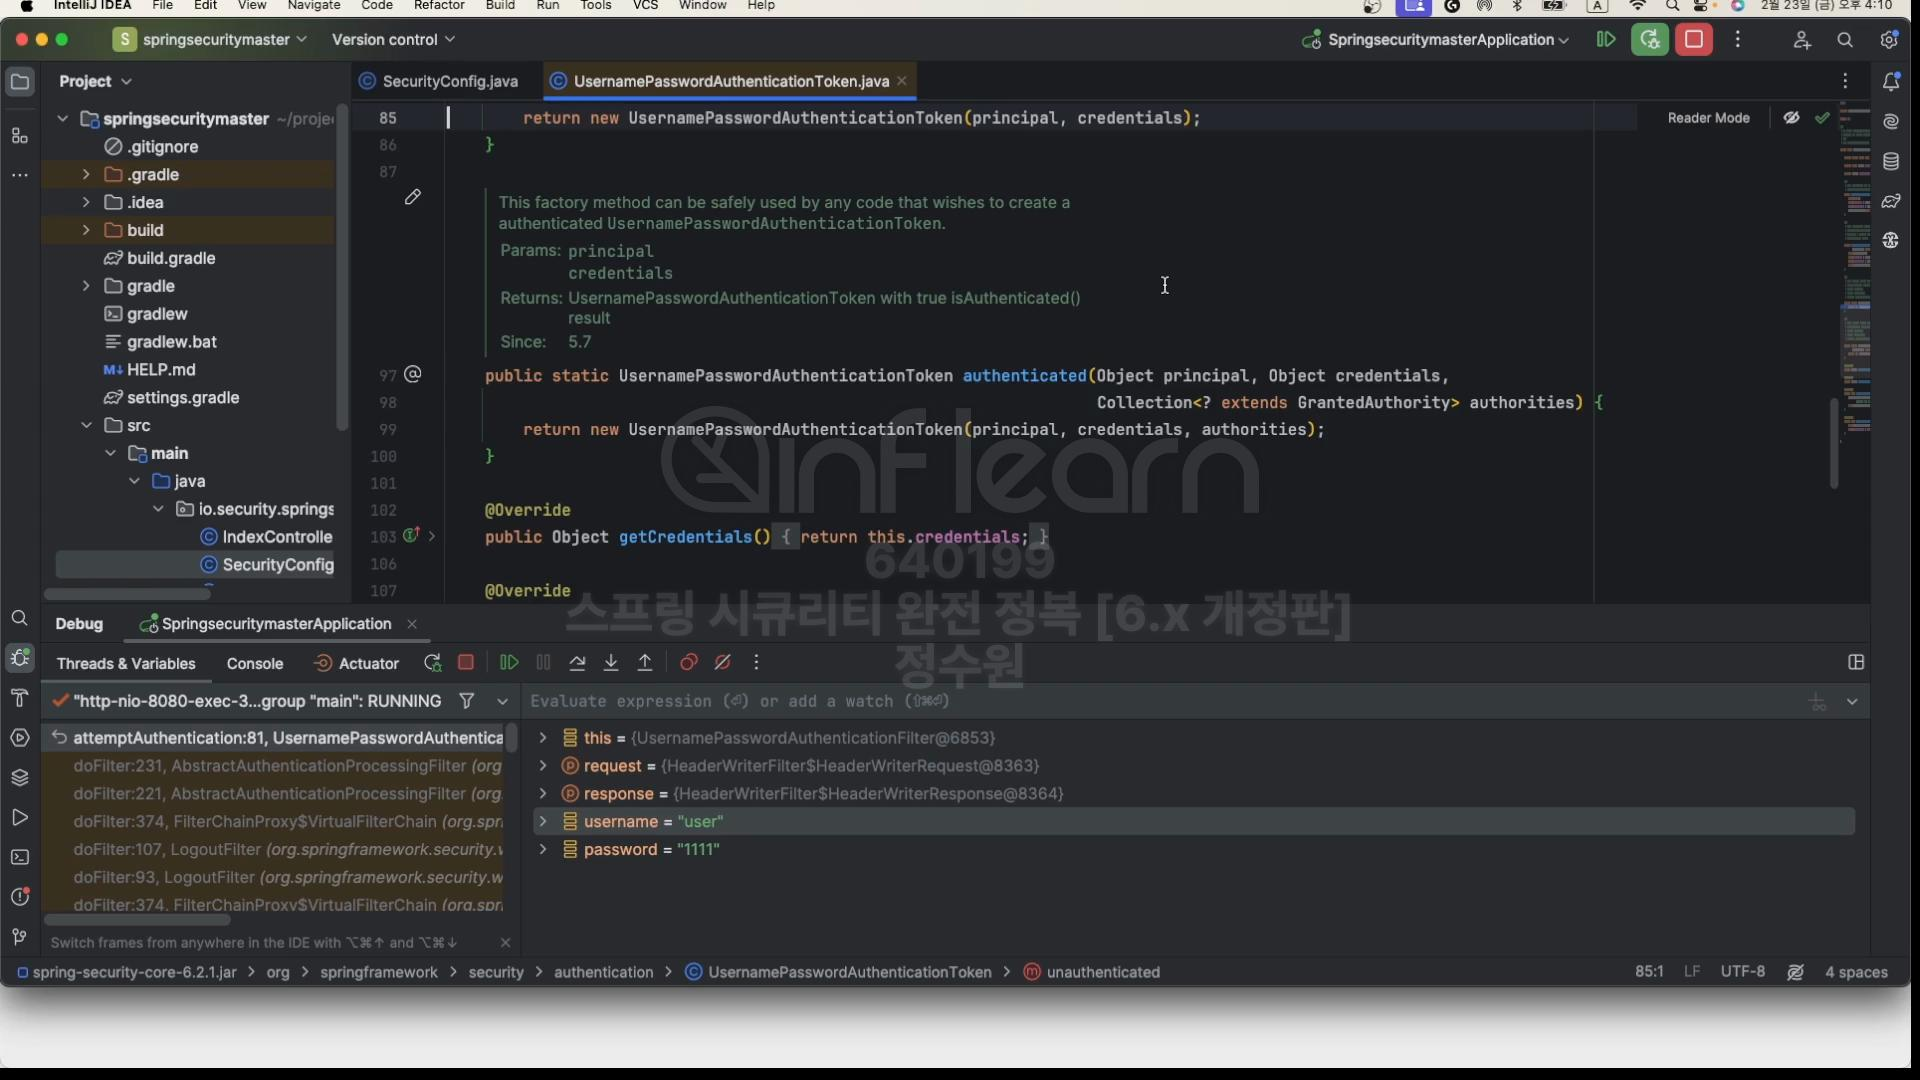 IntelliJ IDEA File Edit View Navigate Code Refactor Build Run Tools VCS Window Help
A 2월 23일 (금) 오후 4:10
S springsecuritymaster Version control SpringsecuritymasterApplication
Project
SecurityConfig.java UsernamePasswordAuthenticationToken.java
springsecuritymaster ~/proje
.gitignore
.gradle
.idea
build
build.gradle
gradle
gradlew
gradlew.bat
M↓ HELP.md
settings.gradle
src
main
java
io.security.springs
IndexControlle
SecurityConfig
Reader Mode
85 return new UsernamePasswordAuthenticationToken(principal, credentials);
86 }
87
This factory method can be safely used by any code that wishes to create a
authenticated UsernamePasswordAuthenticationToken.
Params: principal
credentials
Returns: UsernamePasswordAuthenticationToken with true isAuthenticated()
result
Since: 5.7
97 public static UsernamePasswordAuthenticationToken authenticated(Object principal, Object credentials,
98 Collection<? extends GrantedAuthority> authorities) {
99 return new UsernamePasswordAuthenticationToken(principal, credentials, authorities);
100 }
101
102 @Override
103 public Object getCredentials() { return this.credentials; }
106
107 @Override
inflearn
640199
스프링 시큐리티 완전 정복 [6.x 개정판]
정수원
Debug SpringsecuritymasterApplication
Threads & Variables Console Actuator
"http-nio-8080-exec-3...group "main": RUNNING
Evaluate expression (⏎) or add a watch (⇧⌘⏎)
attemptAuthentication:81, UsernamePasswordAuthentica
doFilter:231, AbstractAuthenticationProcessingFilter (org
doFilter:221, AbstractAuthenticationProcessingFilter (org.
doFilter:374, FilterChainProxy$VirtualFilterChain (org.spr
doFilter:107, LogoutFilter (org.springframework.security.v
doFilter:93, LogoutFilter (org.springframework.security.w
doFilter:374, FilterChainProxy$VirtualFilterChain (org.spr
this = {UsernamePasswordAuthenticationFilter@6853}
request = {HeaderWriterFilter$HeaderWriterRequest@8363}
response = {HeaderWriterFilter$HeaderWriterResponse@8364}
username = "user"
password = "1111"
Switch frames from anywhere in the IDE with ⌥⌘↑ and ⌥⌘↓
spring-security-core-6.2.1.jar > org > springframework > security > authentication > UsernamePasswordAuthenticationToken > unauthenticated
85:1 LF UTF-8 4 spaces